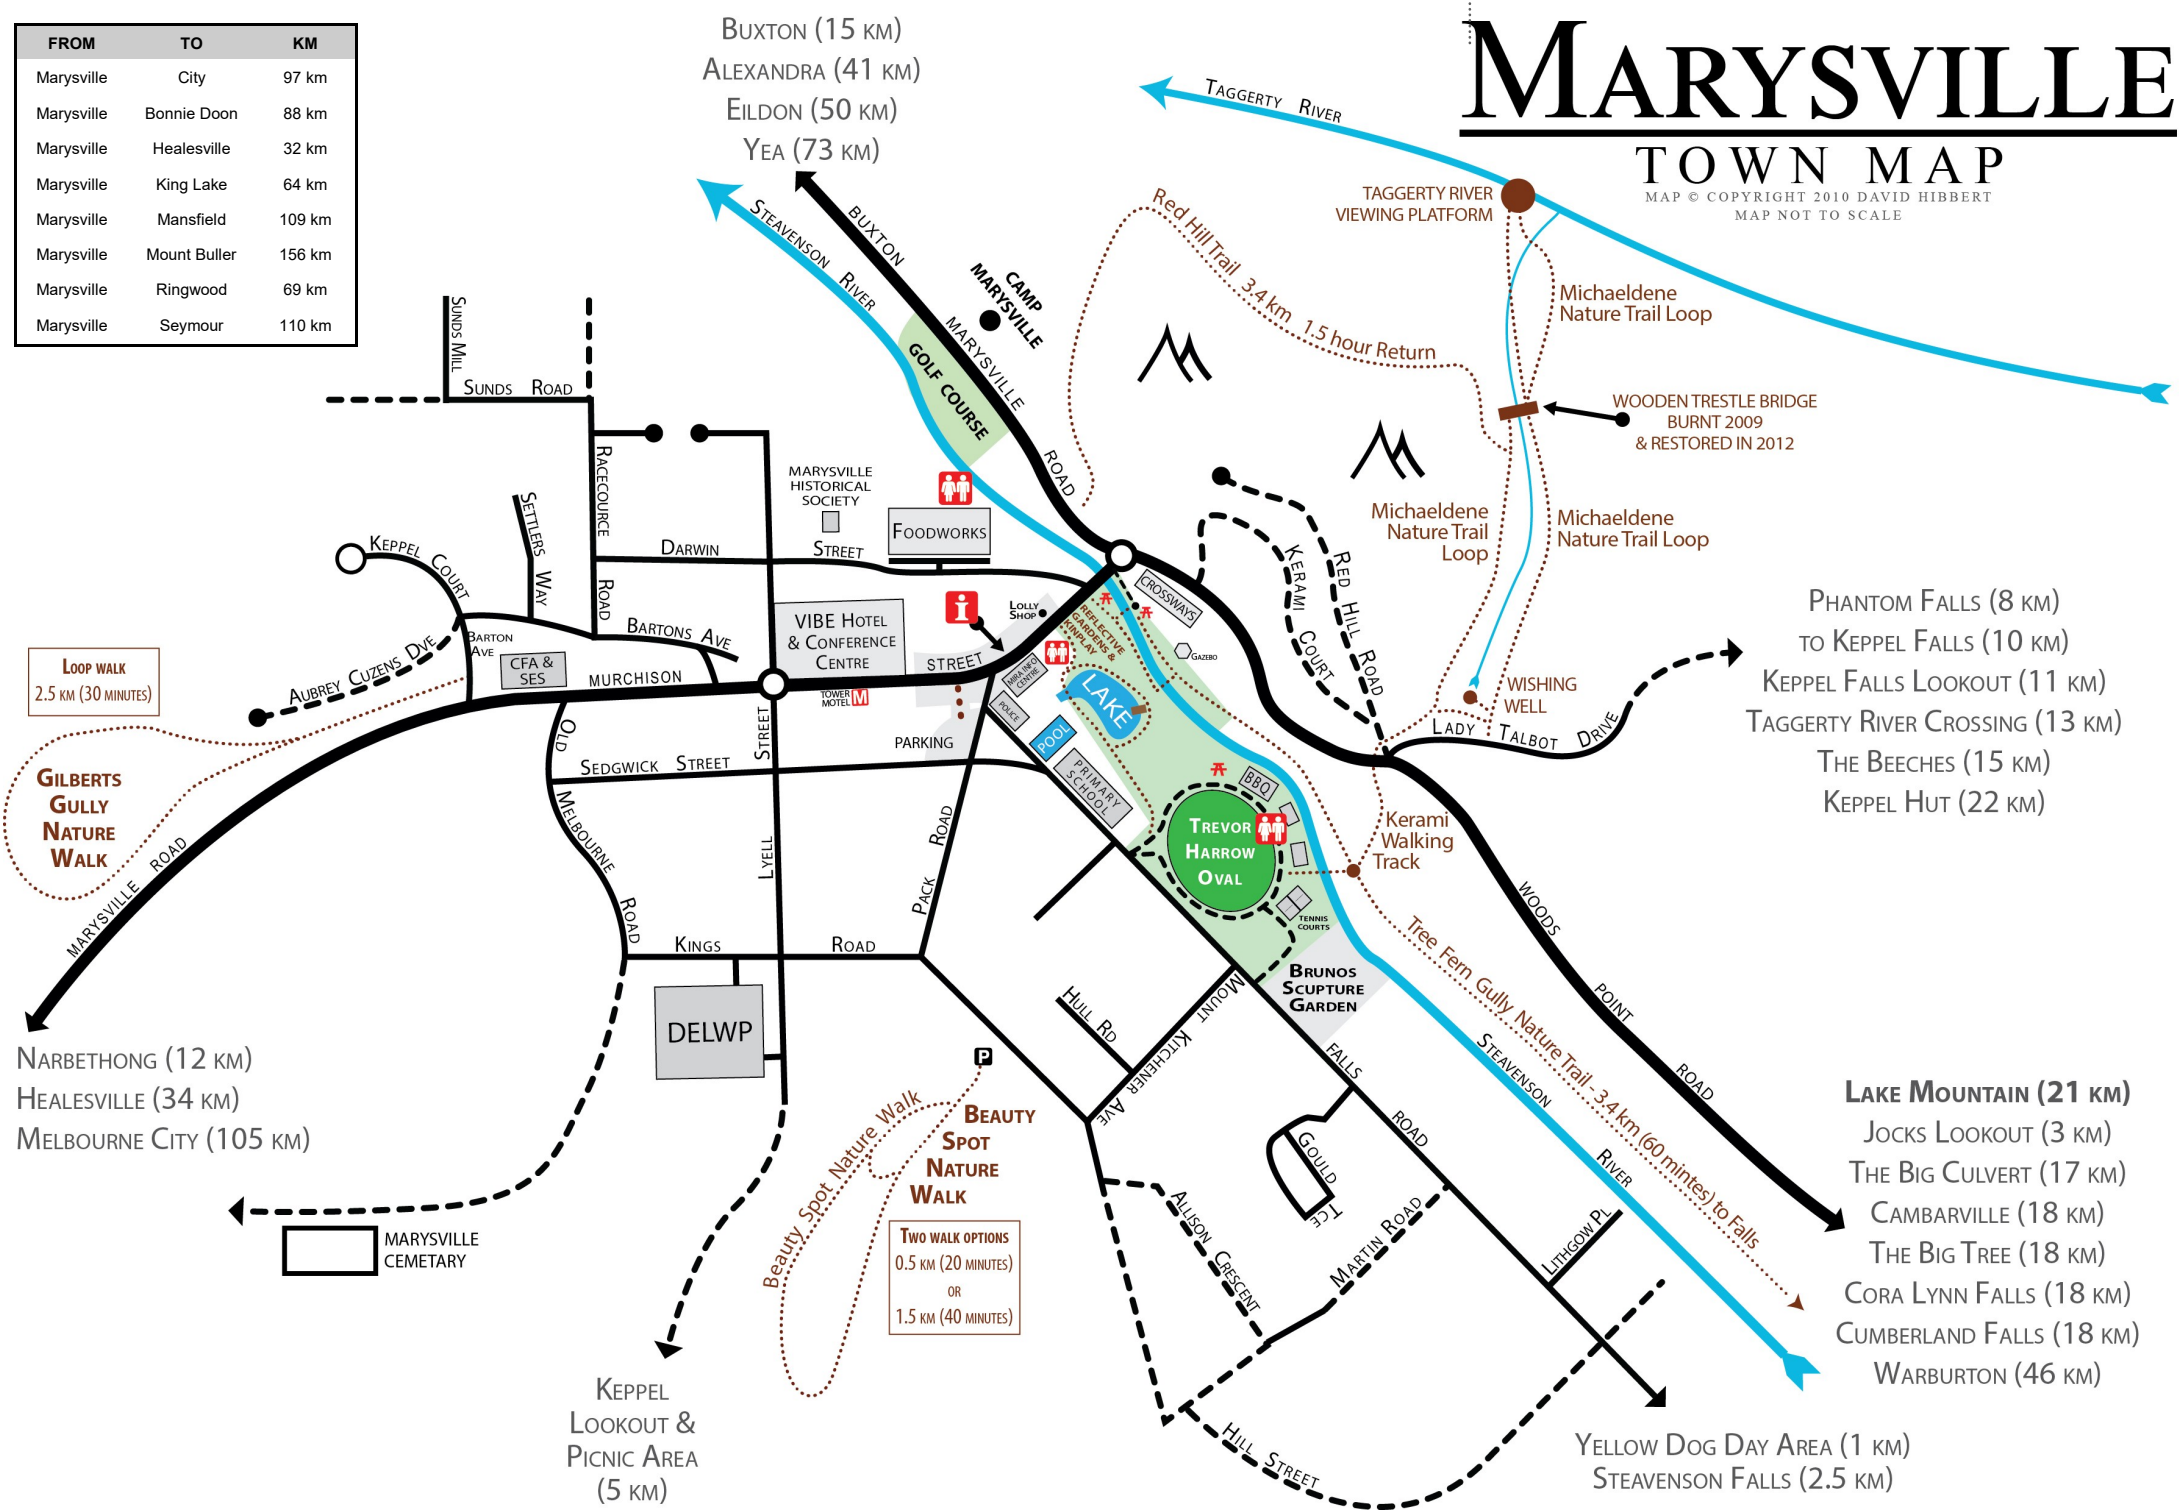 FROM TO KM
Marysville City 97 km
Marysville Bonnie Doon 88 km
Marysville Healesville 32 km
Marysville King Lake 64 km
Marysville Mansfield 109 km
Marysville Mount Buller 156 km
Marysville Ringwood 69 km
Marysville Seymour 110 km
BUXTON (15 KM)
ALEXANDRA (41 KM)
EILDON (50 KM)
YEA (73 KM)
MARYSVILLE
TOWN MAP
MAP © COPYRIGHT 2010 DAVID HIBBERT
MAP NOT TO SCALE
TAGGERTY RIVER
TAGGERTY RIVER
VIEWING PLATFORM
Red Hill Trail 3.4 km 1.5 hour Return
Michaeldene
Nature Trail Loop
WOODEN TRESTLE BRIDGE
BURNT 2009
& RESTORED IN 2012
Michaeldene
Nature Trail
Loop
Michaeldene
Nature Trail Loop
STEAVENSON RIVER
BUXTON MARYSVILLE ROAD
CAMP
MARYSVILLE
GOLF COURSE
SUNDS MILL
SUNDS ROAD
RACECOURCE ROAD
SETTLERS WAY
KEPPEL COURT
MARYSVILLE
HISTORICAL
SOCIETY
FOODWORKS
DARWIN STREET
BARTONS AVE
BARTON
AVE
AUBREY CUZENS DVE
CFA &
SES
MURCHISON STREET
VIBE HOTEL
& CONFERENCE
CENTRE
i
LOLLY
SHOP
TOWER
MOTEL M
MIRA INFO
CENTRE
POLICE
POOL
PRIMARY
SCHOOL
PARKING
REFLECTIVE
GARDENS &
KINPLAY
LAKE
CROSSWAYS
GAZEBO
KERAMI COURT
RED HILL ROAD
WISHING
WELL
LADY TALBOT DRIVE
PHANTOM FALLS (8 KM)
TO KEPPEL FALLS (10 KM)
KEPPEL FALLS LOOKOUT (11 KM)
TAGGERTY RIVER CROSSING (13 KM)
THE BEECHES (15 KM)
KEPPEL HUT (22 KM)
LOOP WALK
2.5 KM (30 MINUTES)
GILBERTS
GULLY
NATURE
WALK
MARYSVILLE ROAD
NARBETHONG (12 KM)
HEALESVILLE (34 KM)
MELBOURNE CITY (105 KM)
OLD MELBOURNE ROAD
SEDGWICK STREET
LYELL STREET
PACK ROAD
KINGS ROAD
DELWP
BBQ
TREVOR
HARROW
OVAL
TENNIS
COURTS
Kerami
Walking
Track
BRUNOS
SCUPTURE
GARDEN
Tree Fern Gully Nature Trail - 3.4 km (60 mintes) to Falls
WOODS POINT ROAD
STEAVENSON RIVER
MOUNT KITCHENER AVE
HULL RD
FALLS ROAD
GOULD TCE
MARTIN ROAD
ALLISON CRESCENT
LITHGOW PL
HILL STREET
P
Beauty Spot Nature Walk
BEAUTY
SPOT
NATURE
WALK
TWO WALK OPTIONS
0.5 KM (20 MINUTES)
OR
1.5 KM (40 MINUTES)
MARYSVILLE
CEMETARY
KEPPEL
LOOKOUT &
PICNIC AREA
(5 KM)
LAKE MOUNTAIN (21 KM)
JOCKS LOOKOUT (3 KM)
THE BIG CULVERT (17 KM)
CAMBARVILLE (18 KM)
THE BIG TREE (18 KM)
CORA LYNN FALLS (18 KM)
CUMBERLAND FALLS (18 KM)
WARBURTON (46 KM)
YELLOW DOG DAY AREA (1 KM)
STEAVENSON FALLS (2.5 KM)